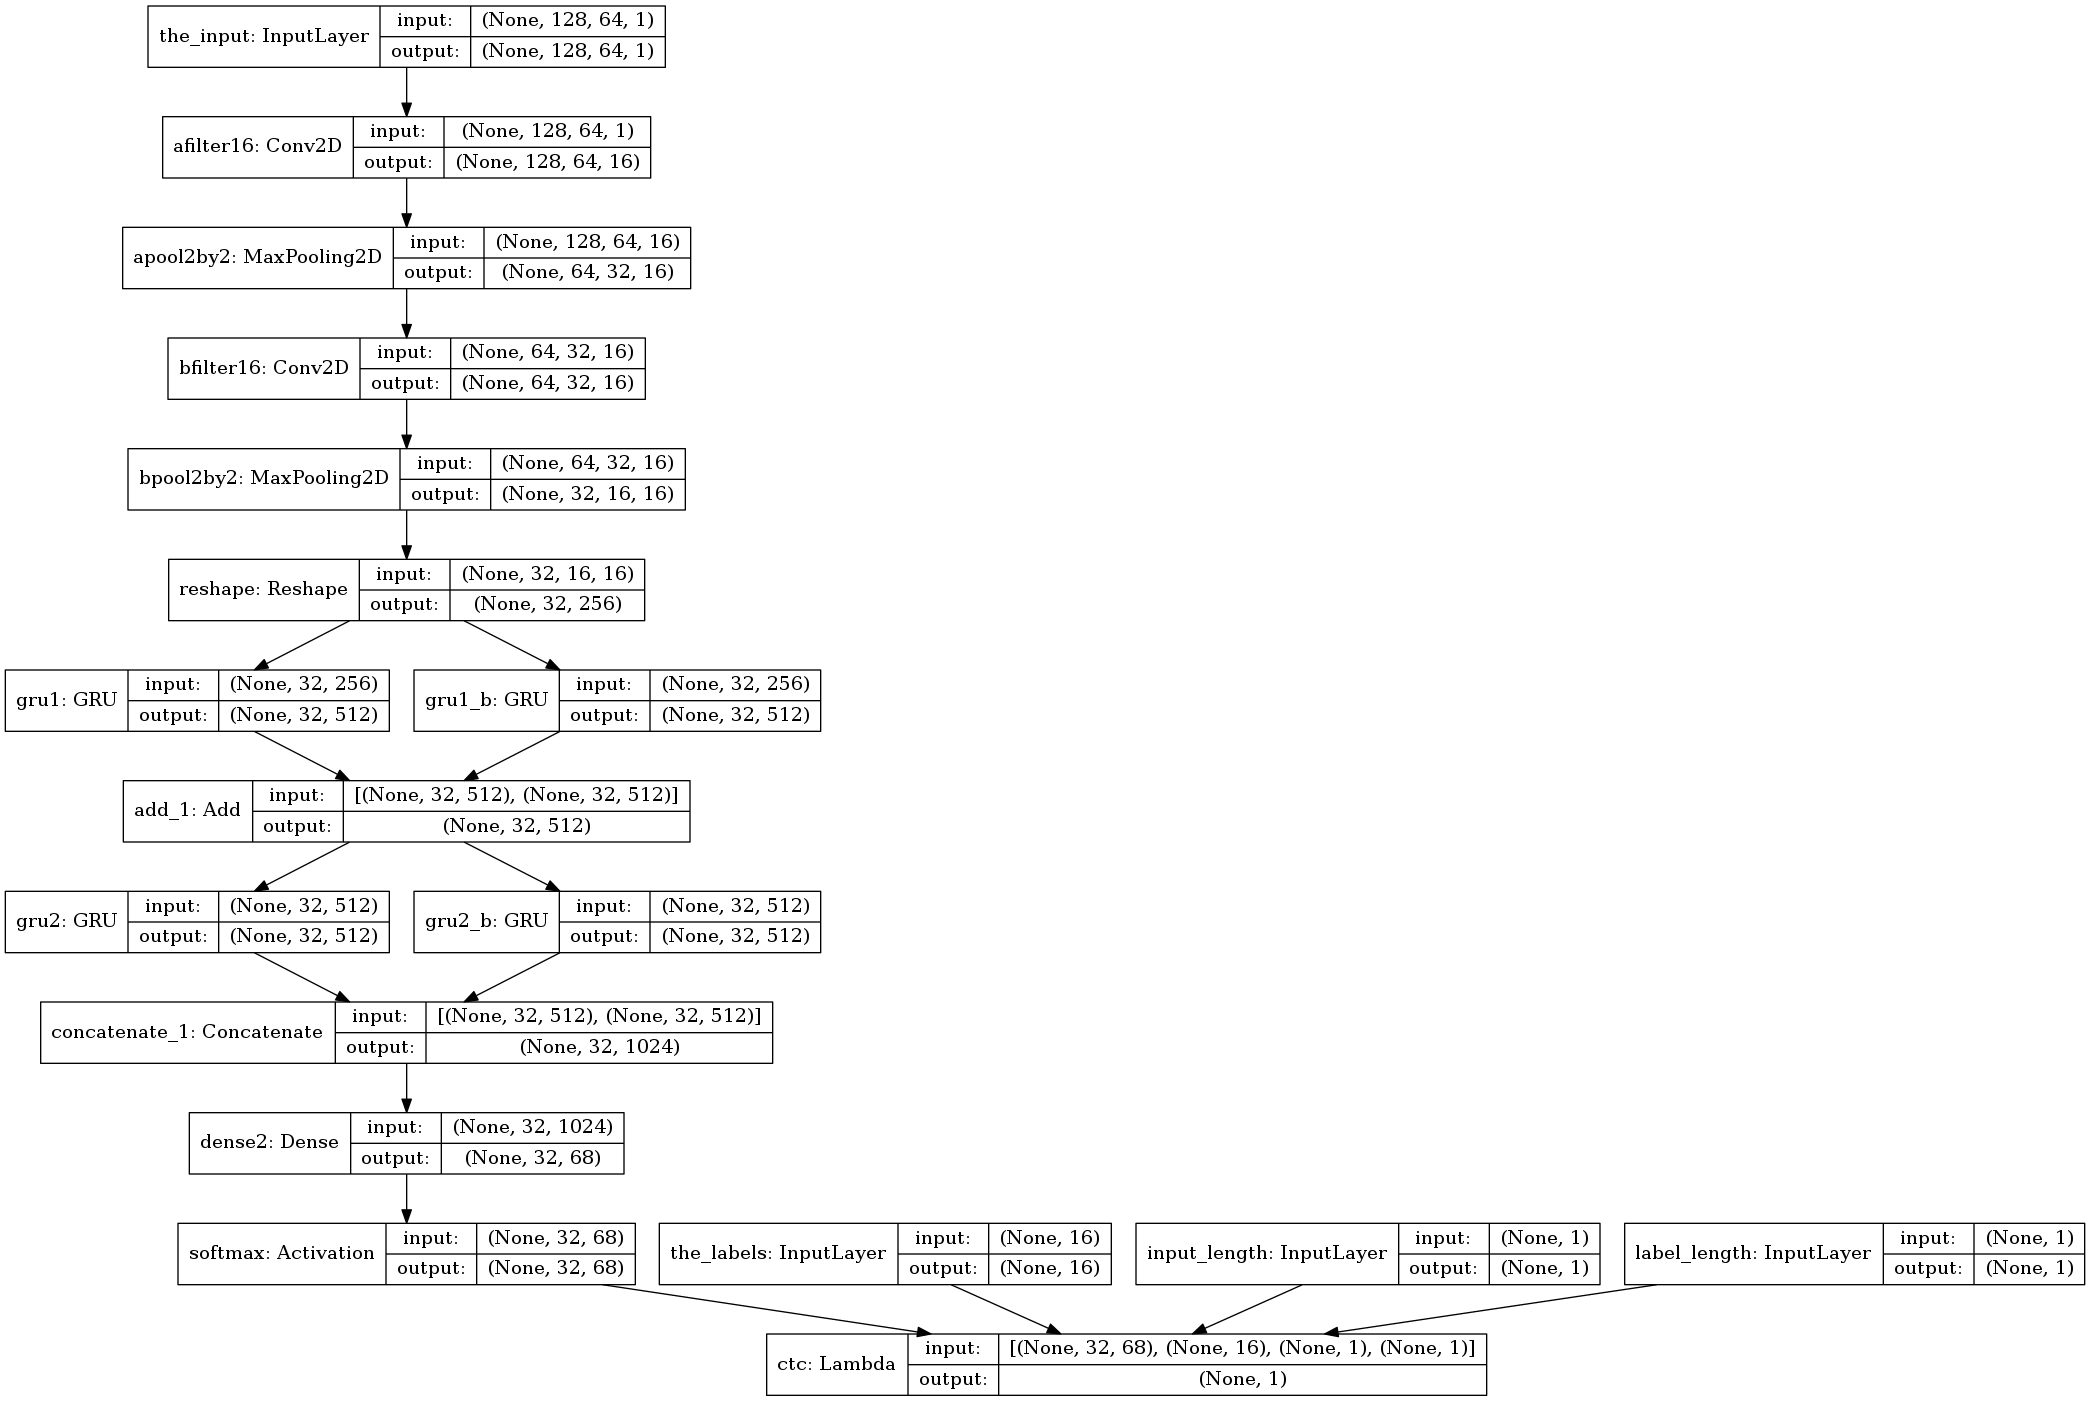 the_input: InputLayer
input: (None, 128, 64, 1)
output: (None, 128, 64, 1)
afilter16: Conv2D
input: (None, 128, 64, 1)
output: (None, 128, 64, 16)
apool2by2: MaxPooling2D
input: (None, 128, 64, 16)
output: (None, 64, 32, 16)
bfilter16: Conv2D
input: (None, 64, 32, 16)
output: (None, 64, 32, 16)
bpool2by2: MaxPooling2D
input: (None, 64, 32, 16)
output: (None, 32, 16, 16)
reshape: Reshape
input: (None, 32, 16, 16)
output: (None, 32, 256)
gru1: GRU
input: (None, 32, 256)
output: (None, 32, 512)
gru1_b: GRU
input: (None, 32, 256)
output: (None, 32, 512)
add_1: Add
input: [(None, 32, 512), (None, 32, 512)]
output: (None, 32, 512)
gru2: GRU
input: (None, 32, 512)
output: (None, 32, 512)
gru2_b: GRU
input: (None, 32, 512)
output: (None, 32, 512)
concatenate_1: Concatenate
input: [(None, 32, 512), (None, 32, 512)]
output: (None, 32, 1024)
dense2: Dense
input: (None, 32, 1024)
output: (None, 32, 68)
softmax: Activation
input: (None, 32, 68)
output: (None, 32, 68)
the_labels: InputLayer
input: (None, 16)
output: (None, 16)
input_length: InputLayer
input: (None, 1)
output: (None, 1)
label_length: InputLayer
input: (None, 1)
output: (None, 1)
ctc: Lambda
input: [(None, 32, 68), (None, 16), (None, 1), (None, 1)]
output: (None, 1)